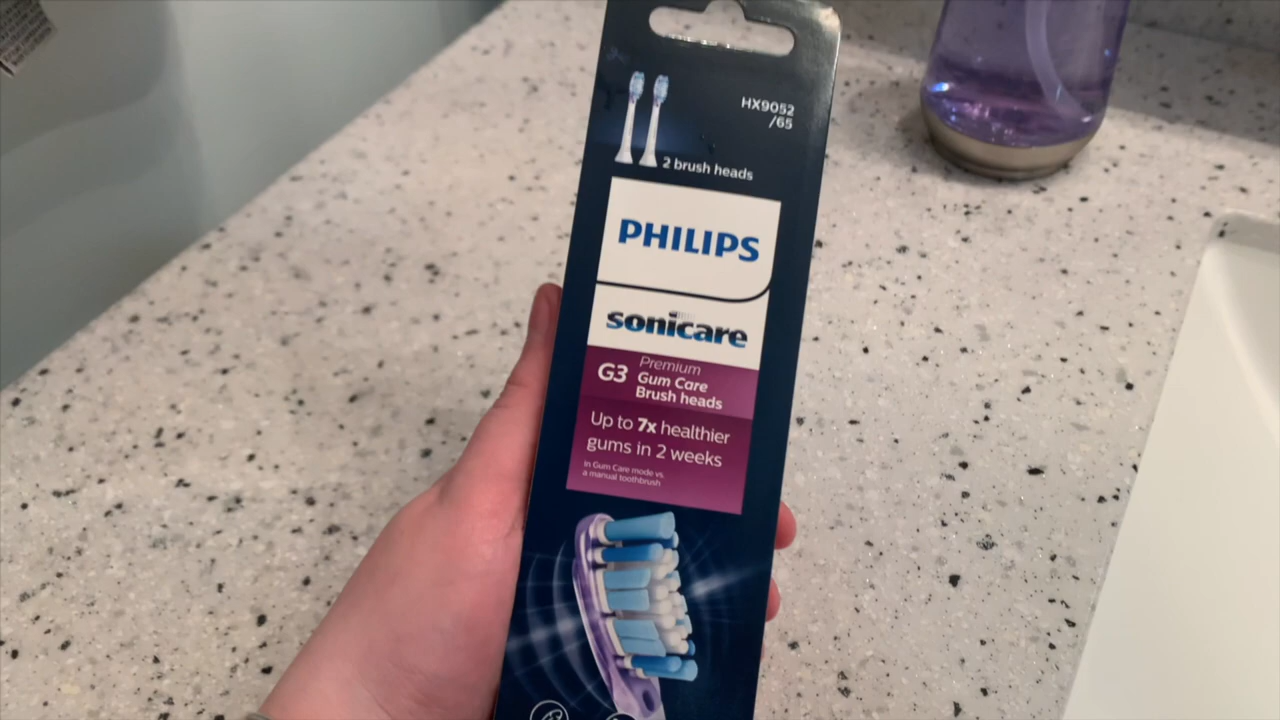 HX9052
/65
2 brush heads
PHILIPS
sonicare
G3
Premium
Gum Care
Brush heads
Up to 7x healthier
gums in 2 weeks
In Gum Care mode vs.
a manual toothbrush